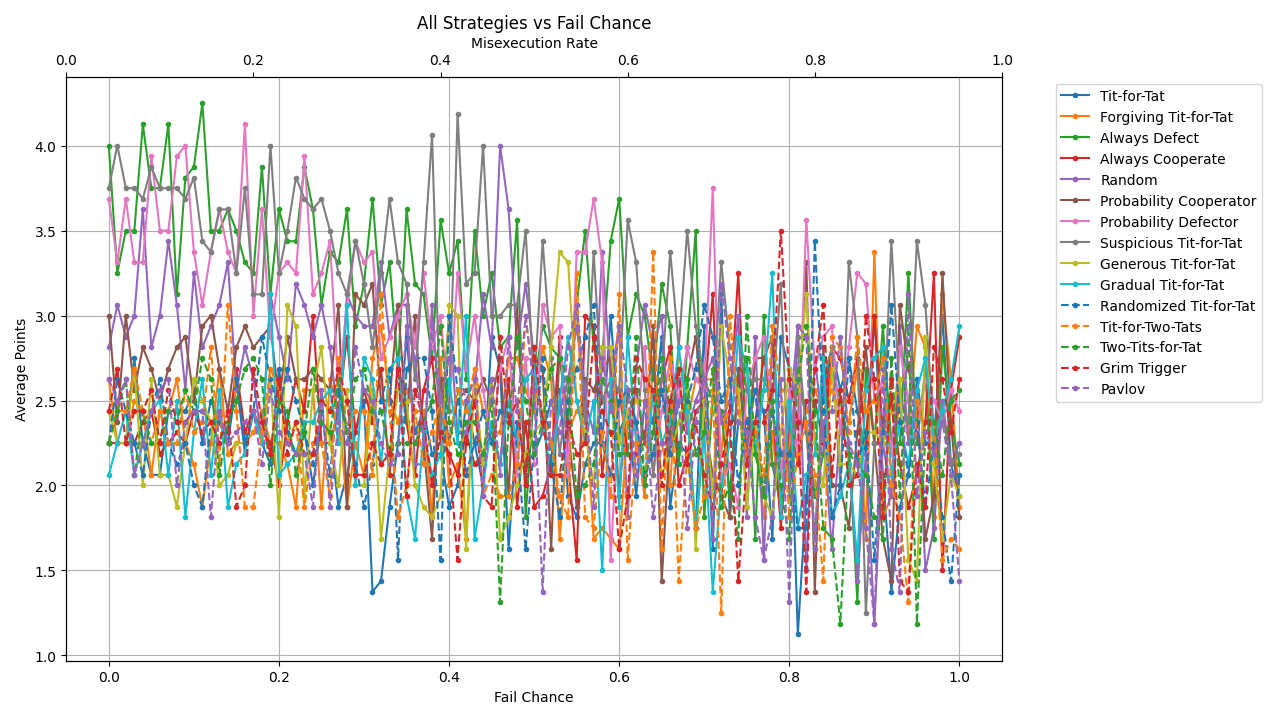 All Strategies vs Fail Chance
Misexecution Rate
0.0 0.2 0.4 0.6 0.8 1.0
Average Points
4.0
3.5
3.0
2.5
2.0
1.5
1.0
0.0 0.2 0.4 0.6 0.8 1.0
Fail Chance
Tit-for-Tat
Forgiving Tit-for-Tat
Always Defect
Always Cooperate
Random
Probability Cooperator
Probability Defector
Suspicious Tit-for-Tat
Generous Tit-for-Tat
Gradual Tit-for-Tat
Randomized Tit-for-Tat
Tit-for-Two-Tats
Two-Tits-for-Tat
Grim Trigger
Pavlov